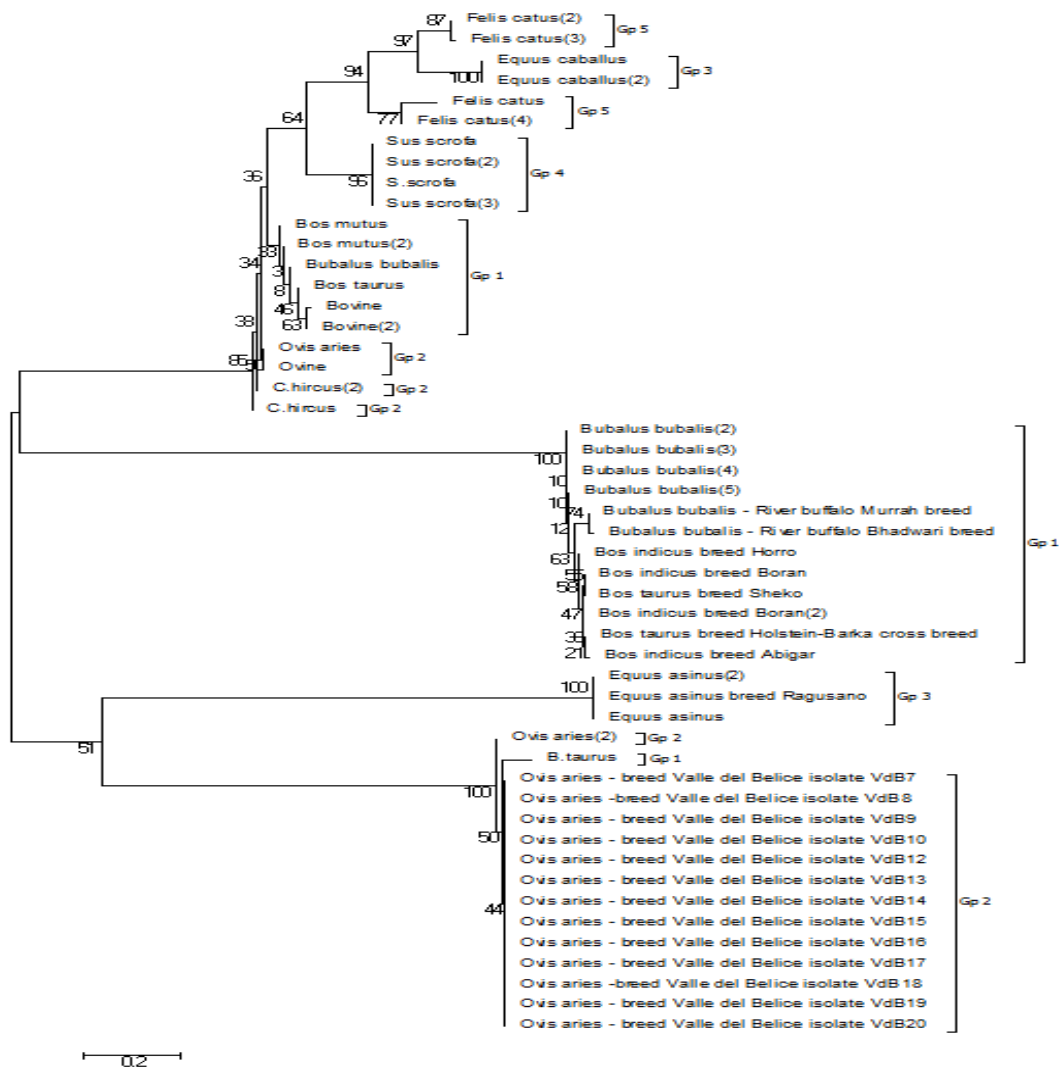 87 Felis catus(2) Gp 5
97 Felis catus(3)
Equus caballus Gp 3
94 100 Equus caballus(2)
Felis catus Gp 5
64 77 Felis catus(4)
Sus scrofa
Sus scrofa(2) Gp 4
36 96 S.scrofa
Sus scrofa(3)
Bos mutus
33 Bos mutus(2)
34 3 Bubalus bubalis Gp 1
8 Bos taurus
46 Bovine
38 63 Bovine(2)
Ovis aries Gp 2
85 Ovine
C.hircus(2) Gp 2
C.hircus Gp 2
Bubalus bubalis(2)
100 Bubalus bubalis(3)
10 Bubalus bubalis(4)
10 Bubalus bubalis(5)
74 Bubalus bubalis - River buffalo Murrah breed
12 Bubalus bubalis - River buffalo Bhadwari breed Gp 1
63 Bos indicus breed Horro
Bos indicus breed Boran
58 Bos taurus breed Sheko
47 Bos indicus breed Boran(2)
Bos taurus breed Holstein-Barka cross breed
21 Bos indicus breed Abigar
100 Equus asinus(2)
Equus asinus breed Ragusano Gp 3
Equus asinus
51 Ovis aries(2) Gp 2
B.taurus Gp 1
100 Ovis aries - breed Valle del Belice isolate VdB7
Ovis aries -breed Valle del Belice isolate VdB8
Ovis aries - breed Valle del Belice isolate VdB9
50 Ovis aries - breed Valle del Belice isolate VdB10
Ovis aries - breed Valle del Belice isolate VdB12
Ovis aries - breed Valle del Belice isolate VdB13
44 Ovis aries - breed Valle del Belice isolate VdB14 Gp 2
Ovis aries - breed Valle del Belice isolate VdB15
Ovis aries - breed Valle del Belice isolate VdB16
Ovis aries - breed Valle del Belice isolate VdB17
Ovis aries -breed Valle del Belice isolate VdB18
Ovis aries - breed Valle del Belice isolate VdB19
Ovis aries - breed Valle del Belice isolate VdB20
0.2